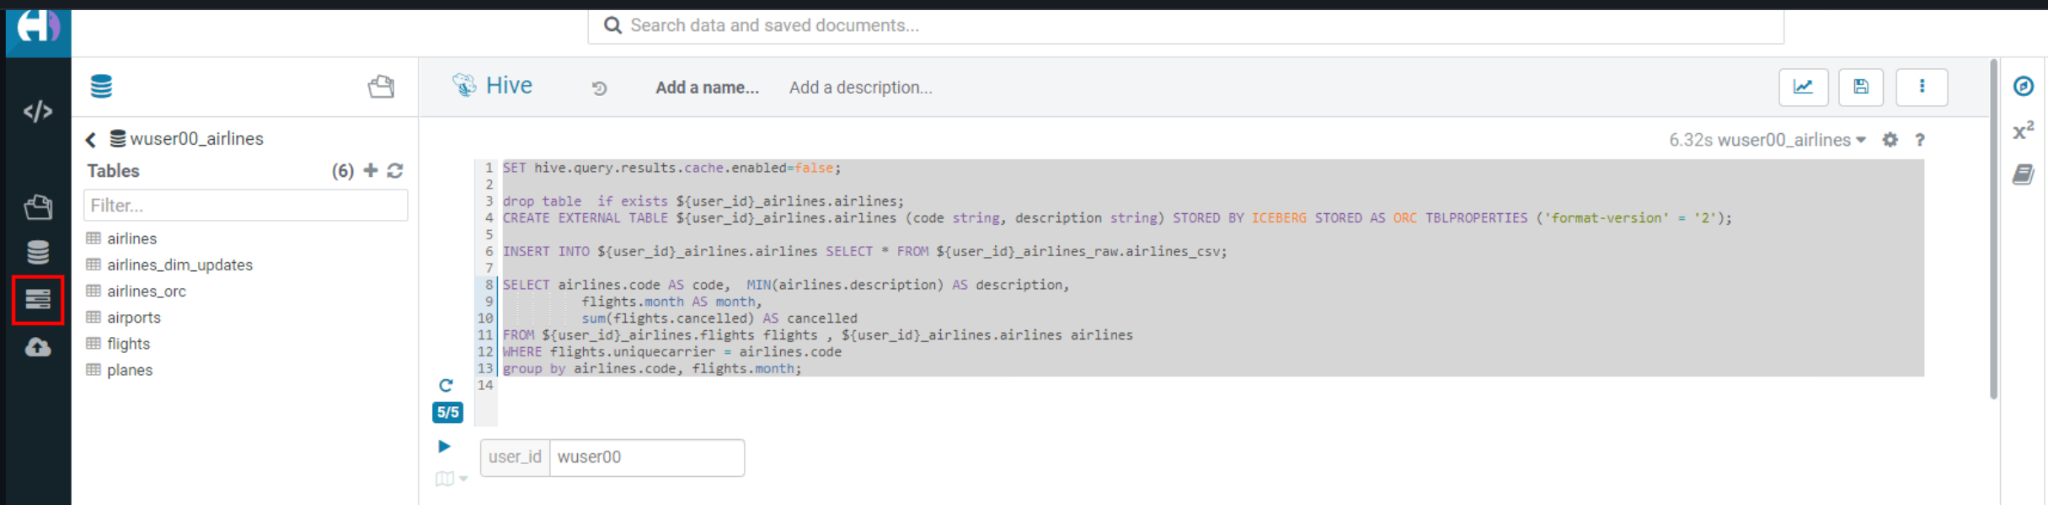 Search data and saved documents...
Hive
Add a name...
Add a description...
wuser00_airlines
Tables
(6)
Filter...
airlines
airlines_dim_updates
airlines_orc
airports
flights
planes
6.32s wuser00_airlines
?
x²
1 SET hive.query.results.cache.enabled=false;
2
3 drop table  if exists ${user_id}_airlines.airlines;
4 CREATE EXTERNAL TABLE ${user_id}_airlines.airlines (code string, description string) STORED BY ICEBERG STORED AS ORC TBLPROPERTIES ('format-version' = '2');
5
6 INSERT INTO ${user_id}_airlines.airlines SELECT * FROM ${user_id}_airlines_raw.airlines_csv;
7
8 SELECT airlines.code AS code,  MIN(airlines.description) AS description,
9           flights.month AS month,
10           sum(flights.cancelled) AS cancelled
11 FROM ${user_id}_airlines.flights flights , ${user_id}_airlines.airlines airlines
12 WHERE flights.uniquecarrier = airlines.code
13 group by airlines.code, flights.month;
14
5/5
user_id wuser00